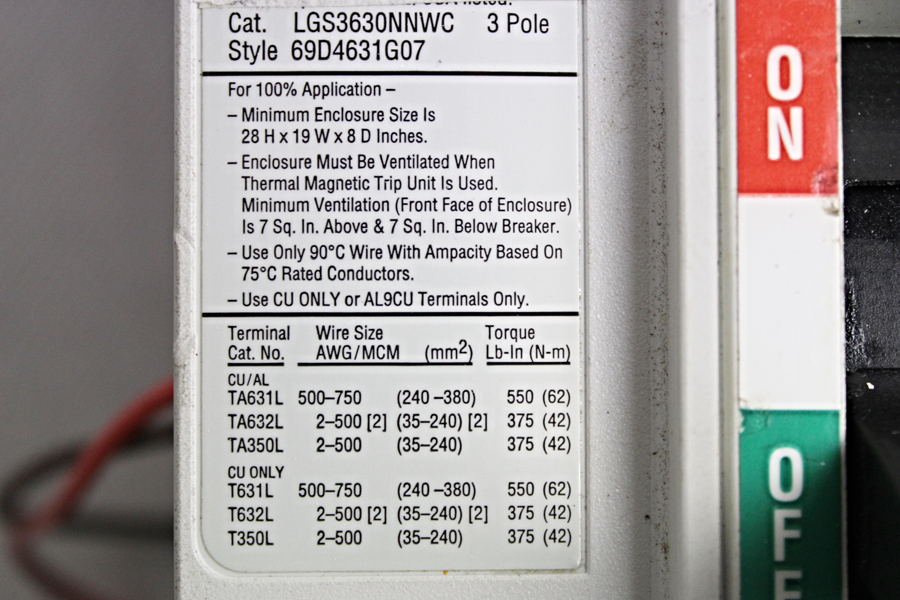 listed.
Cat. LGS3630NNWC 3 Pole
Style 69D4631G07
For 100% Application –
– Minimum Enclosure Size Is
28 H x 19 W x 8 D Inches.
– Enclosure Must Be Ventilated When
Thermal Magnetic Trip Unit Is Used.
Minimum Ventilation (Front Face of Enclosure)
Is 7 Sq. In. Above & 7 Sq. In. Below Breaker.
– Use Only 90°C Wire With Ampacity Based On
75°C Rated Conductors.
– Use CU ONLY or AL9CU Terminals Only.
Terminal Wire Size Torque
Cat. No. AWG/MCM (mm2) Lb-In (N-m)
CU/AL
TA631L 500–750 (240–380) 550 (62)
TA632L 2–500 [2] (35–240) [2] 375 (42)
TA350L 2–500 (35–240) 375 (42)
CU ONLY
T631L 500–750 (240–380) 550 (62)
T632L 2–500 [2] (35–240) [2] 375 (42)
T350L 2–500 (35–240) 375 (42)
ON
OFF